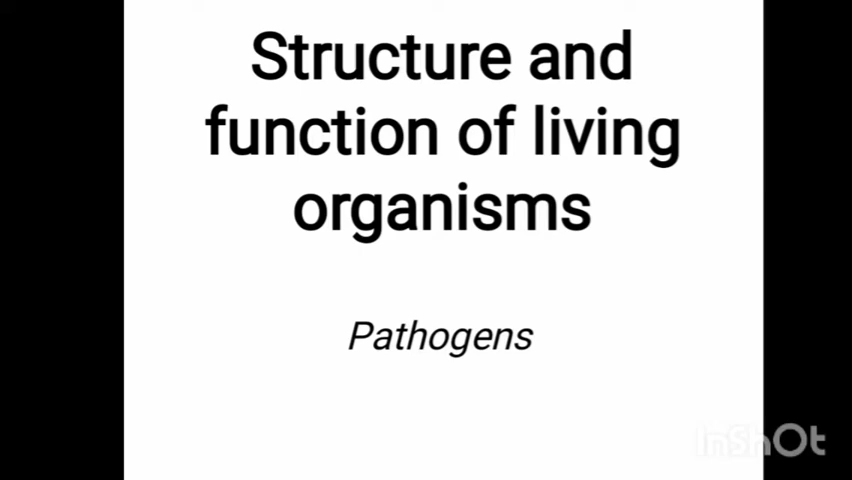 Structure and
function of living
organisms
Pathogens
InShOt